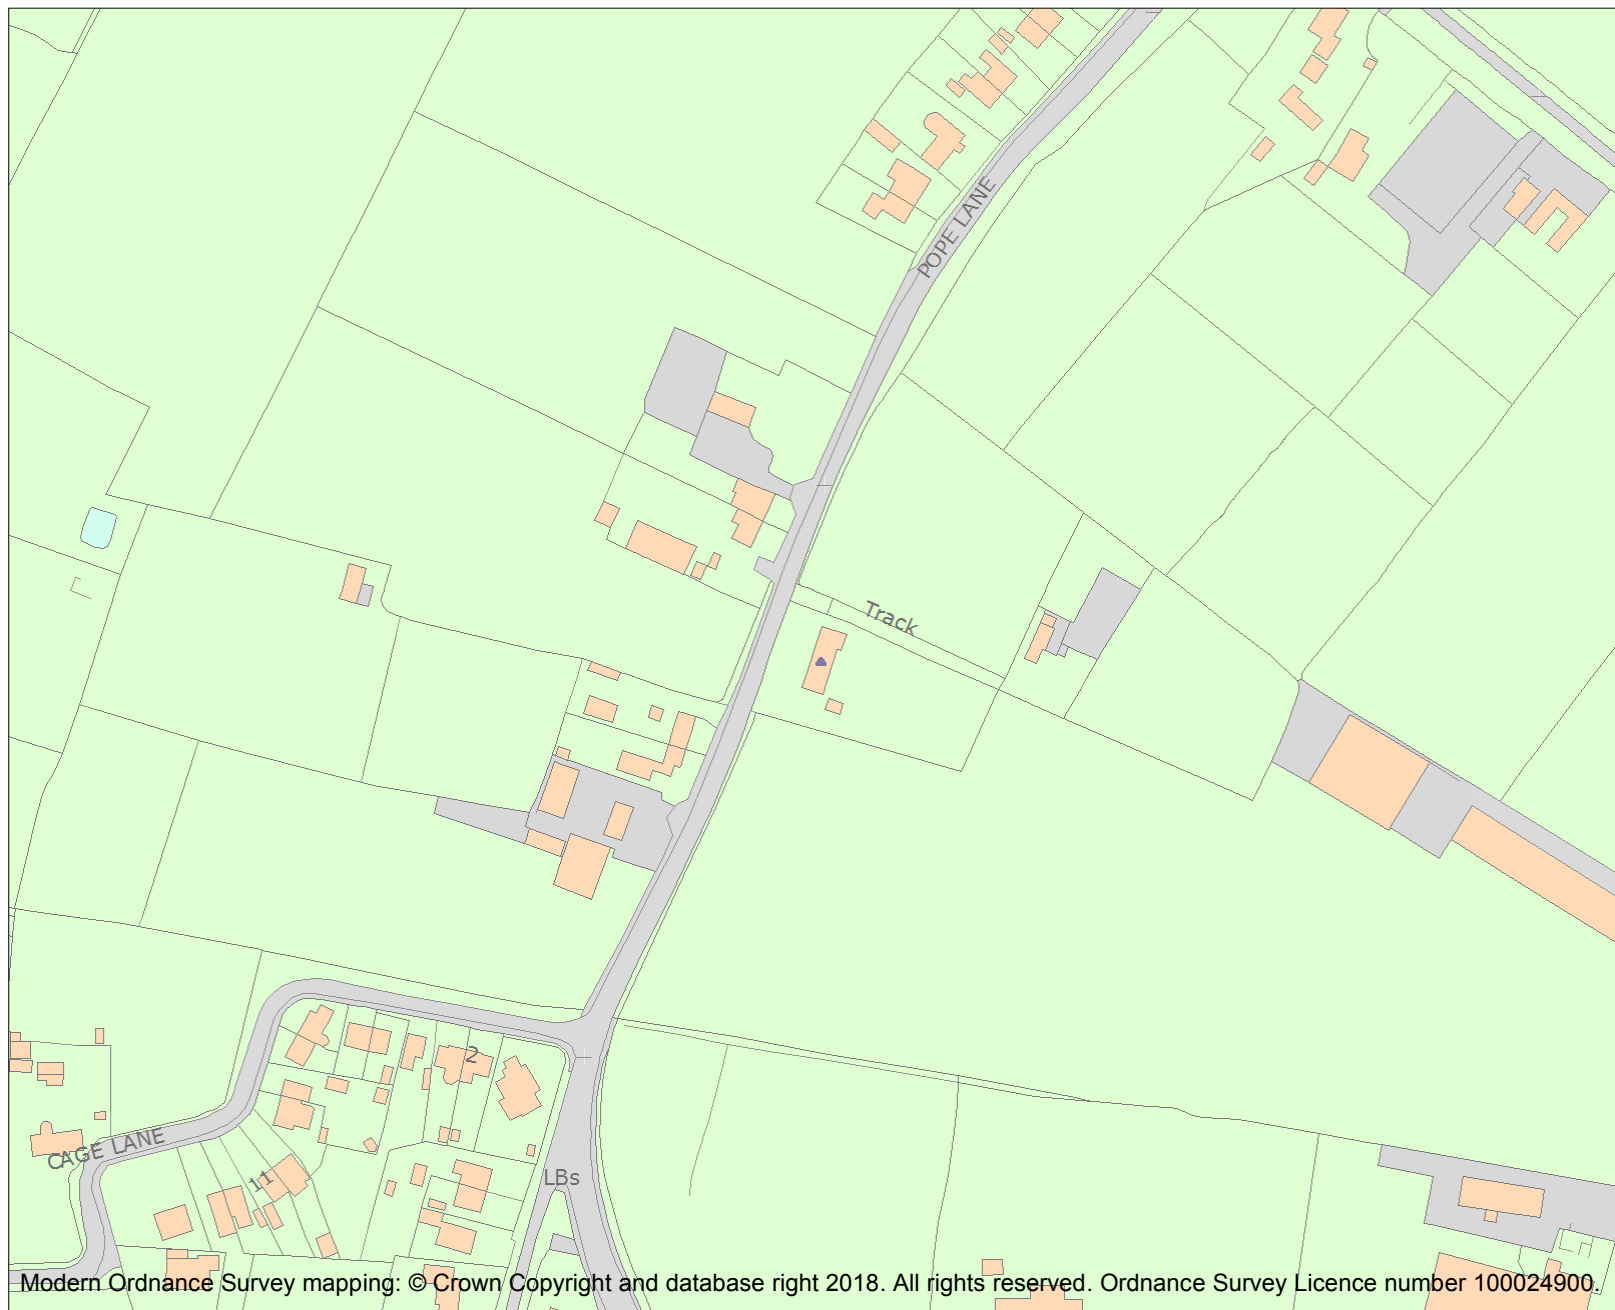 POPE LANE
Track
2
CAGE LANE
11
LBs
Modern Ordnance Survey mapping: © Crown Copyright and database right 2018. All rights reserved. Ordnance Survey Licence number 100024900.